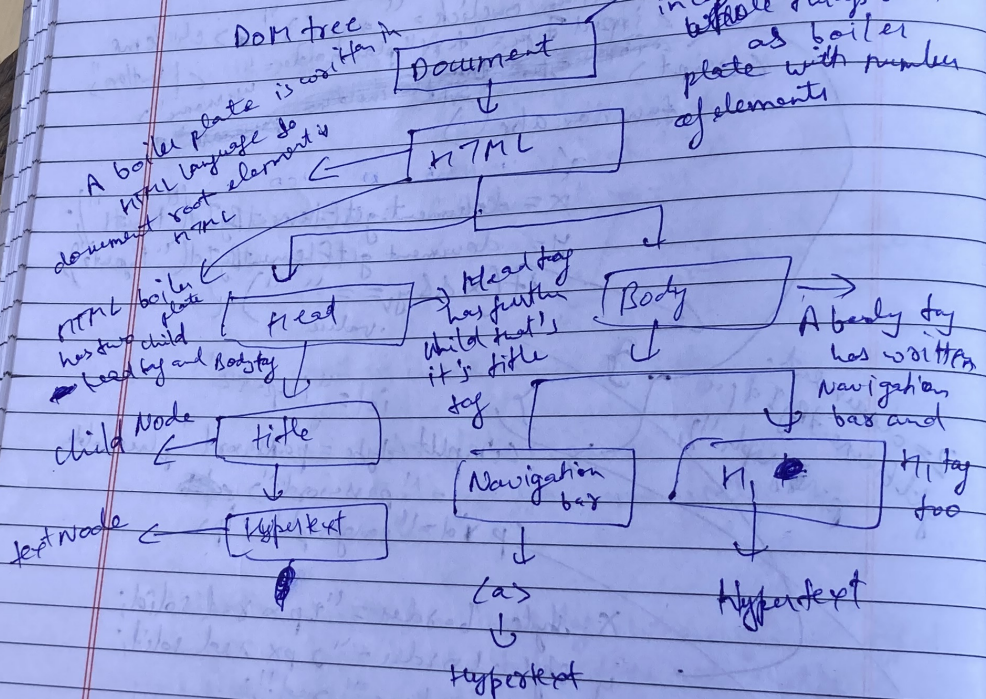 DOM tree
Document
as boiler
plate with number
of elements
A boiler plate is written in
HTML language so
document root element is
HTML
HTML
HTML boiler
plate
has two child
head tag and Body tag
Head
Head tag
has further
child that's
it's title
tag
Body
A body tag
has written
Navigation
bar and
H1 tag
too
child Node
title
Navigation
bar
H1
text Node
Hypertext
<a>
Hypertext
Hypertext